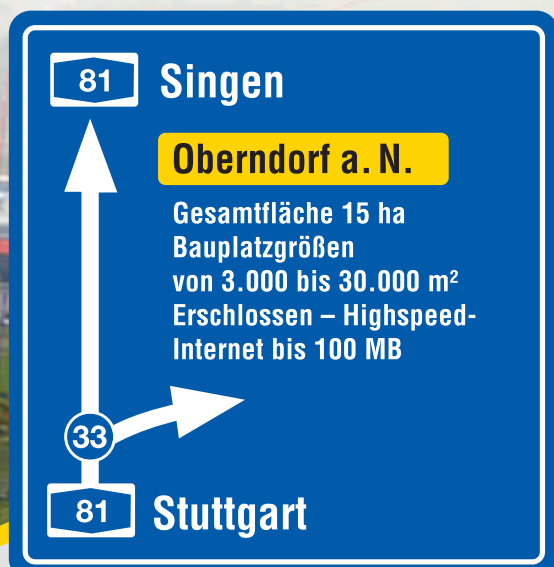 81 Singen
Oberndorf a. N.
Gesamtfläche 15 ha
Bauplatzgrößen
von 3.000 bis 30.000 m²
Erschlossen – Highspeed-
Internet bis 100 MB
33
81 Stuttgart